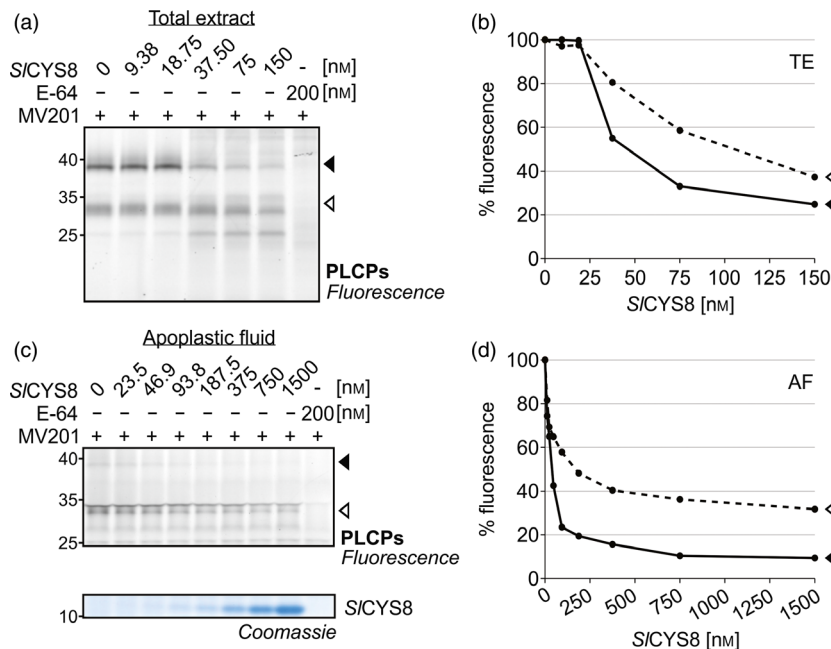 (a) Total extract
SlCYS8 0 9.38 18.75 37.50 75 150 - [nM]
E-64 – – – – – – 200 [nM]
MV201 + + + + + + +
40
35
25
PLCPs
Fluorescence
(b)
100
80
60
40
20
0
TE
% fluorescence
0 25 50 75 100 125 150
SlCYS8 [nM]
(c) Apoplastic fluid
SlCYS8 0 23.5 46.9 93.8 187.5 375 750 1500 - [nM]
E-64 – – – – – – – – 200 [nM]
MV201 + + + + + + + + +
40
35
25
PLCPs
Fluorescence
10
SlCYS8
Coomassie
(d)
100
80
60
40
20
0
AF
% fluorescence
0 250 500 750 1000 1250 1500
SlCYS8 [nM]